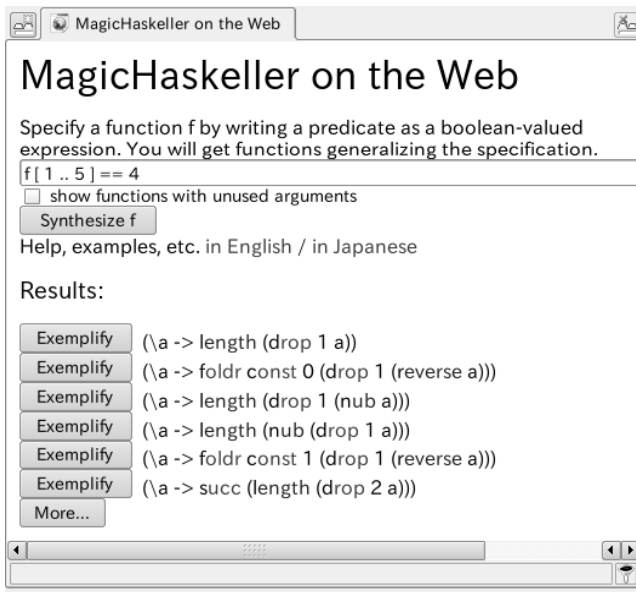 MagicHaskeller on the Web
MagicHaskeller on the Web
Specify a function f by writing a predicate as a boolean-valued
expression. You will get functions generalizing the specification.
f [ 1 .. 5 ] == 4
show functions with unused arguments
Synthesize f
Help, examples, etc. in English / in Japanese
Results:
Exemplify (\a -> length (drop 1 a))
Exemplify (\a -> foldr const 0 (drop 1 (reverse a)))
Exemplify (\a -> length (drop 1 (nub a)))
Exemplify (\a -> length (nub (drop 1 a)))
Exemplify (\a -> foldr const 1 (drop 1 (reverse a)))
Exemplify (\a -> succ (length (drop 2 a)))
More...